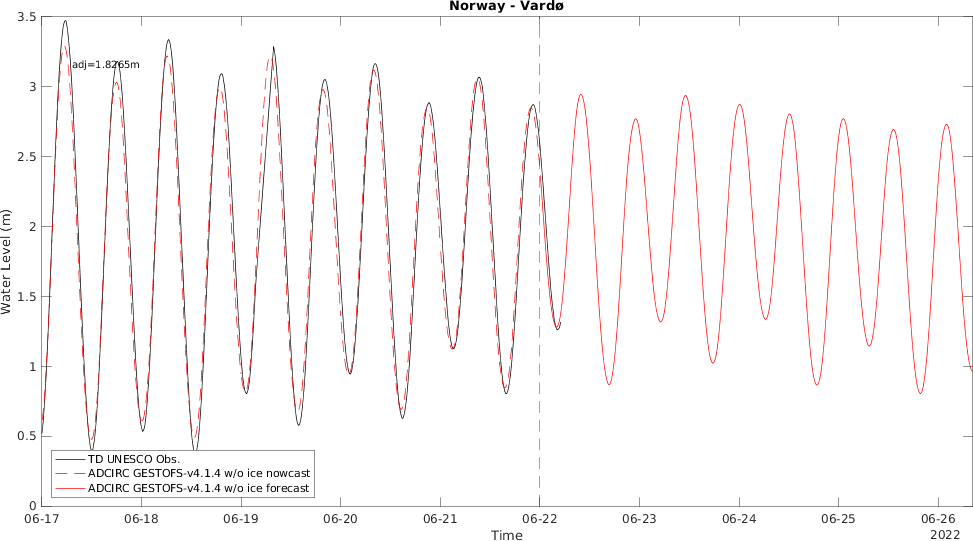 Norway - Vardø
3.5
adj=1.8265m
3
2.5
2
1.5
1
0.5
0
Water Level (m)
TD UNESCO Obs.
ADCIRC GESTOFS-v4.1.4 w/o ice nowcast
ADCIRC GESTOFS-v4.1.4 w/o ice forecast
06-17 06-18 06-19 06-20 06-21 06-22 06-23 06-24 06-25 06-26
Time
2022